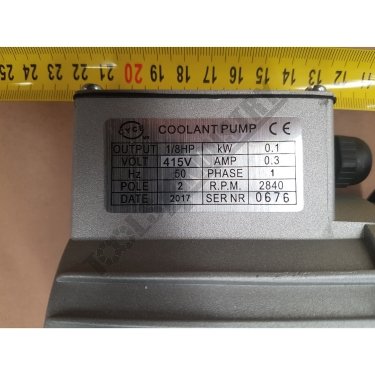 25 24 23 22 21 20 19 18 17 16 15 14 13 12 11
COOLANT PUMP CE
OUTPUT 1/8HP kW 0.1
VOLT 415V AMP 0.3
Hz 50 PHASE 1
POLE 2 R.P.M. 2840
DATE 2017 SER NR 0676